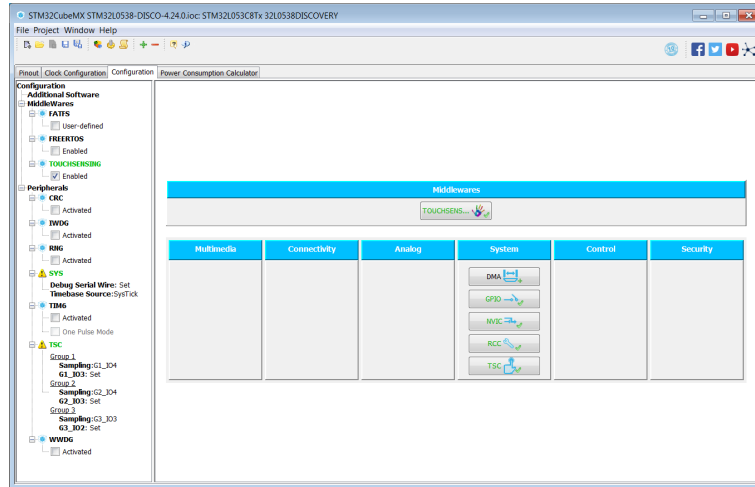 STM32CubeMX STM32L0538-DISCO-4.24.0.ioc: STM32L053C8Tx 32L0538DISCOVERY
File Project Window Help
Pinout Clock Configuration Configuration Power Consumption Calculator
Configuration
Additional Software
MiddleWares
FATFS
User-defined
FREERTOS
Enabled
TOUCHSENSING
Enabled
Peripherals
CRC
Activated
IWDG
Activated
RNG
Activated
SYS
Debug Serial Wire: Set
Timebase Source:SysTick
TIM6
Activated
One Pulse Mode
TSC
Group 1
Sampling:G1_IO4
G1_IO3: Set
Group 2
Sampling:G2_IO4
G2_IO3: Set
Group 3
Sampling:G3_IO3
G3_IO2: Set
WWDG
Activated
Middlewares
TOUCHSENS...
Multimedia Connectivity Analog System Control Security
DMA
GPIO
NVIC
RCC
TSC